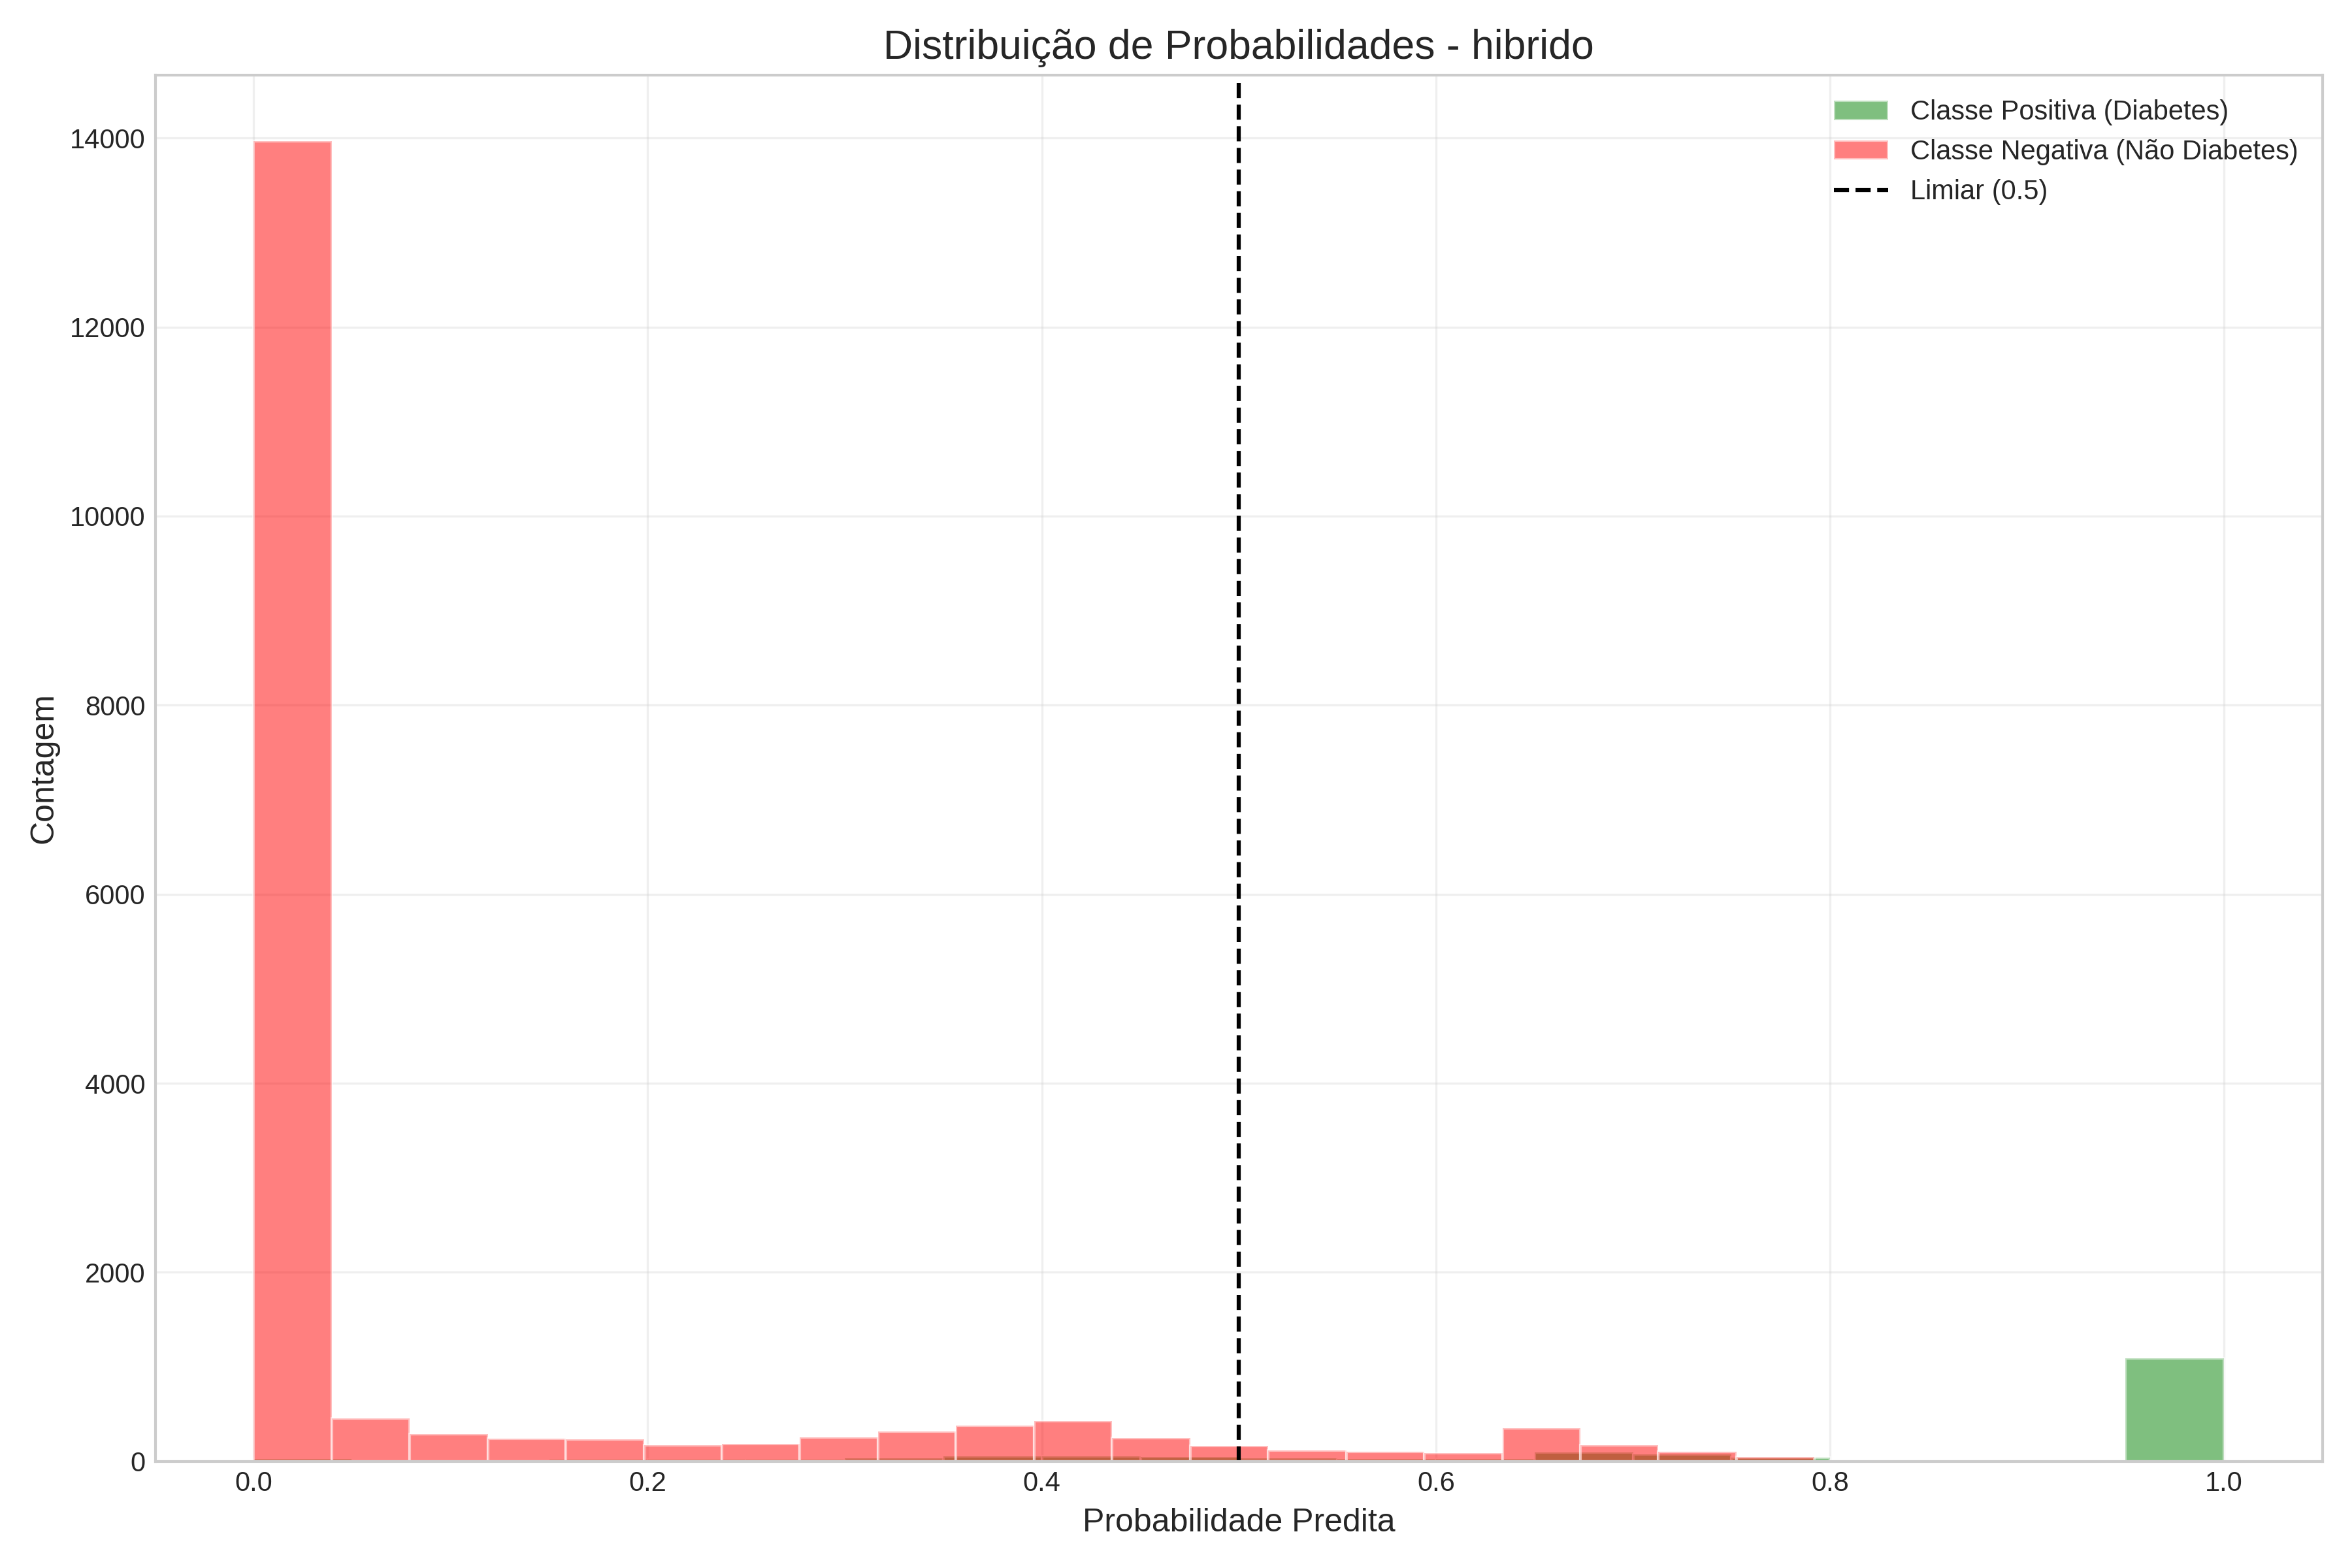 Distribuição de Probabilidades - hibrido
Classe Positiva (Diabetes)
Classe Negativa (Não Diabetes)
Limiar (0.5)
14000
12000
10000
8000
6000
4000
2000
0
Contagem
0.0
0.2
0.4
0.6
0.8
1.0
Probabilidade Predita